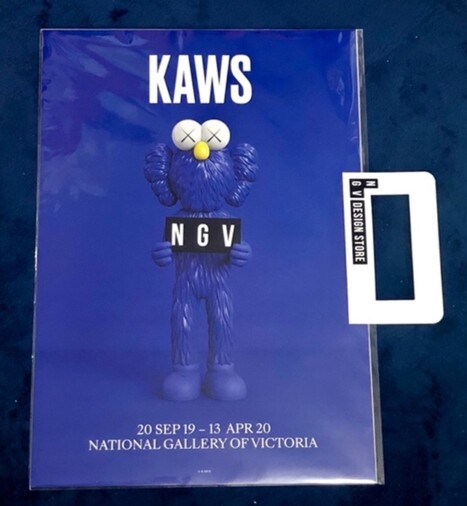 KAWS
NGV
20 SEP 19 – 13 APR 20
NATIONAL GALLERY OF VICTORIA
NGV DESIGN STORE